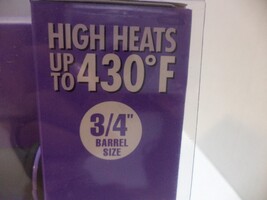 HIGH HEATS
UP TO 430°F
3/4"
BARREL
SIZE